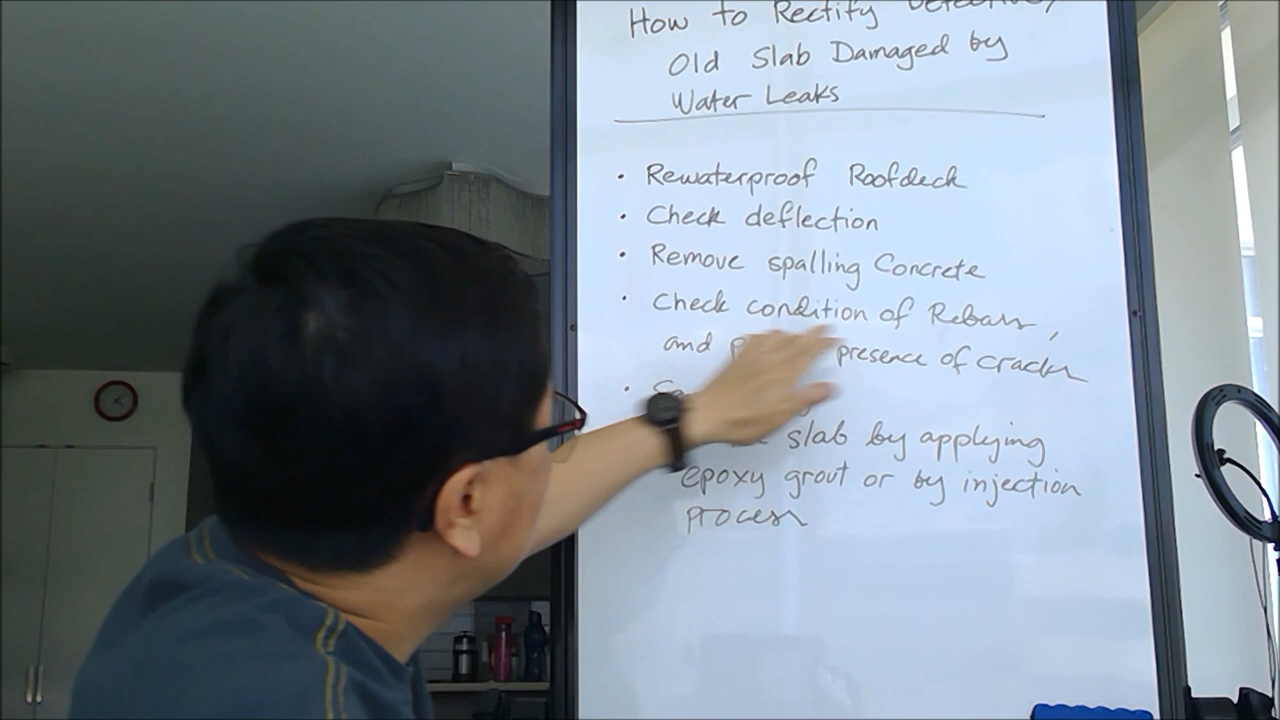 How to Rectify Defective/
Old Slab Damaged by
Water Leaks
• Rewaterproof Roofdeck
• Check deflection
• Remove spalling Concrete
• Check condition of Rebars,
and presence of cracks
•
slab by applying
epoxy grout or by injection
process